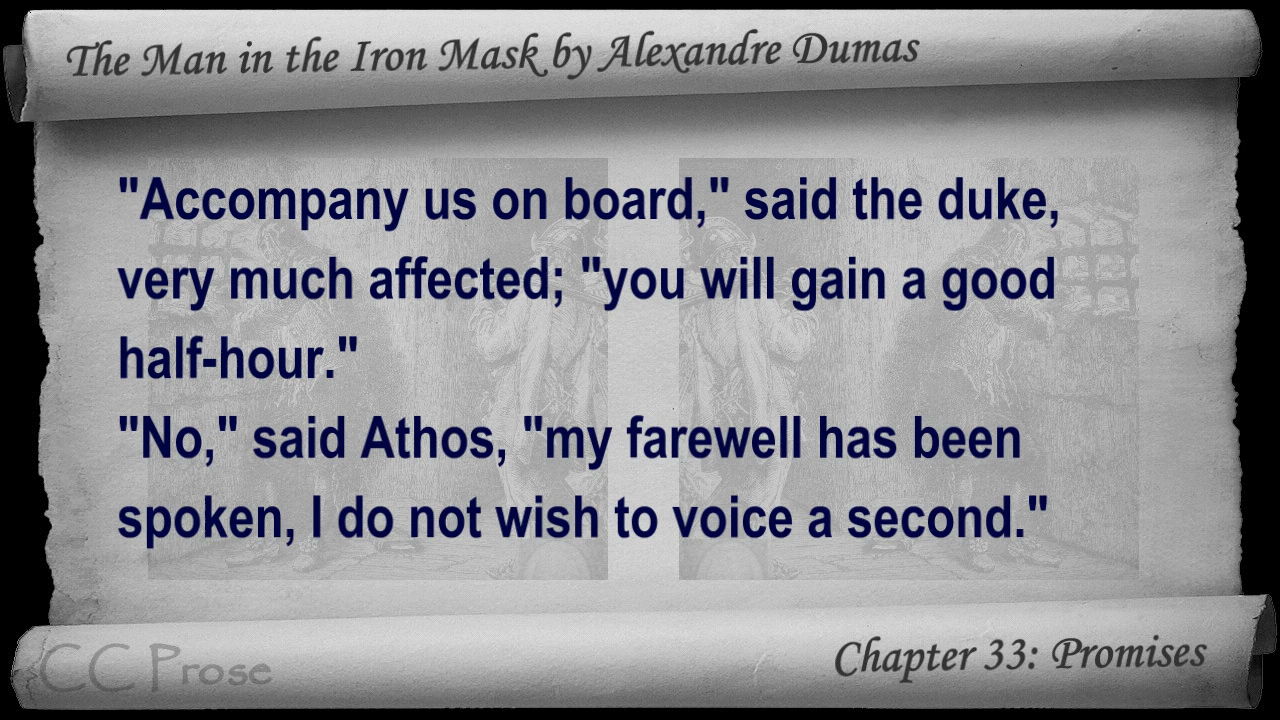 The Man in the Iron Mask by Alexandre Dumas
"Accompany us on board," said the duke,
very much affected; "you will gain a good
half-hour."
"No," said Athos, "my farewell has been
spoken, I do not wish to voice a second."
CC Prose
Chapter 33: Promises